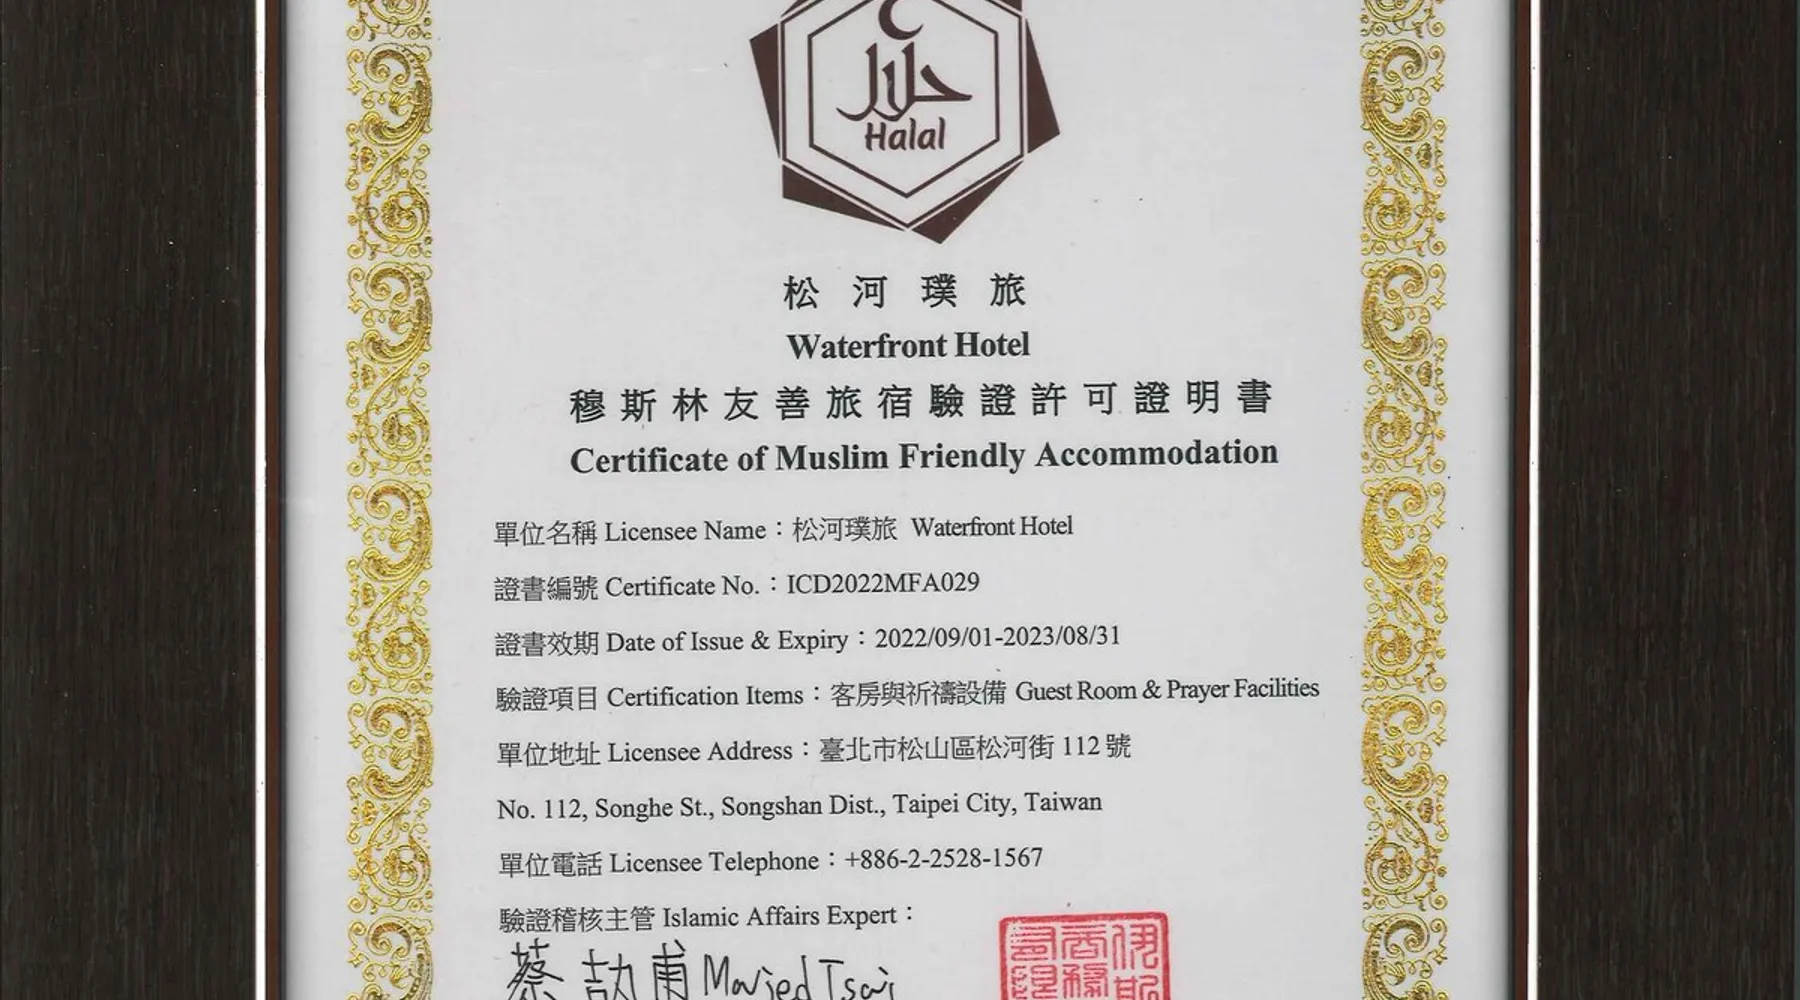 حلال
Halal
松河璞旅
Waterfront Hotel
穆斯林友善旅宿驗證許可證明書
Certificate of Muslim Friendly Accommodation
單位名稱 Licensee Name：松河璞旅 Waterfront Hotel
證書編號 Certificate No.：ICD2022MFA029
證書效期 Date of Issue & Expiry：2022/09/01-2023/08/31
驗證項目 Certification Items：客房與祈禱設備 Guest Room & Prayer Facilities
單位地址 Licensee Address：臺北市松山區松河街 112 號
No. 112, Songhe St., Songshan Dist., Taipei City, Taiwan
單位電話 Licensee Telephone：+886-2-2528-1567
驗證稽核主管 Islamic Affairs Expert：
蔡 甫 Majed Tsai